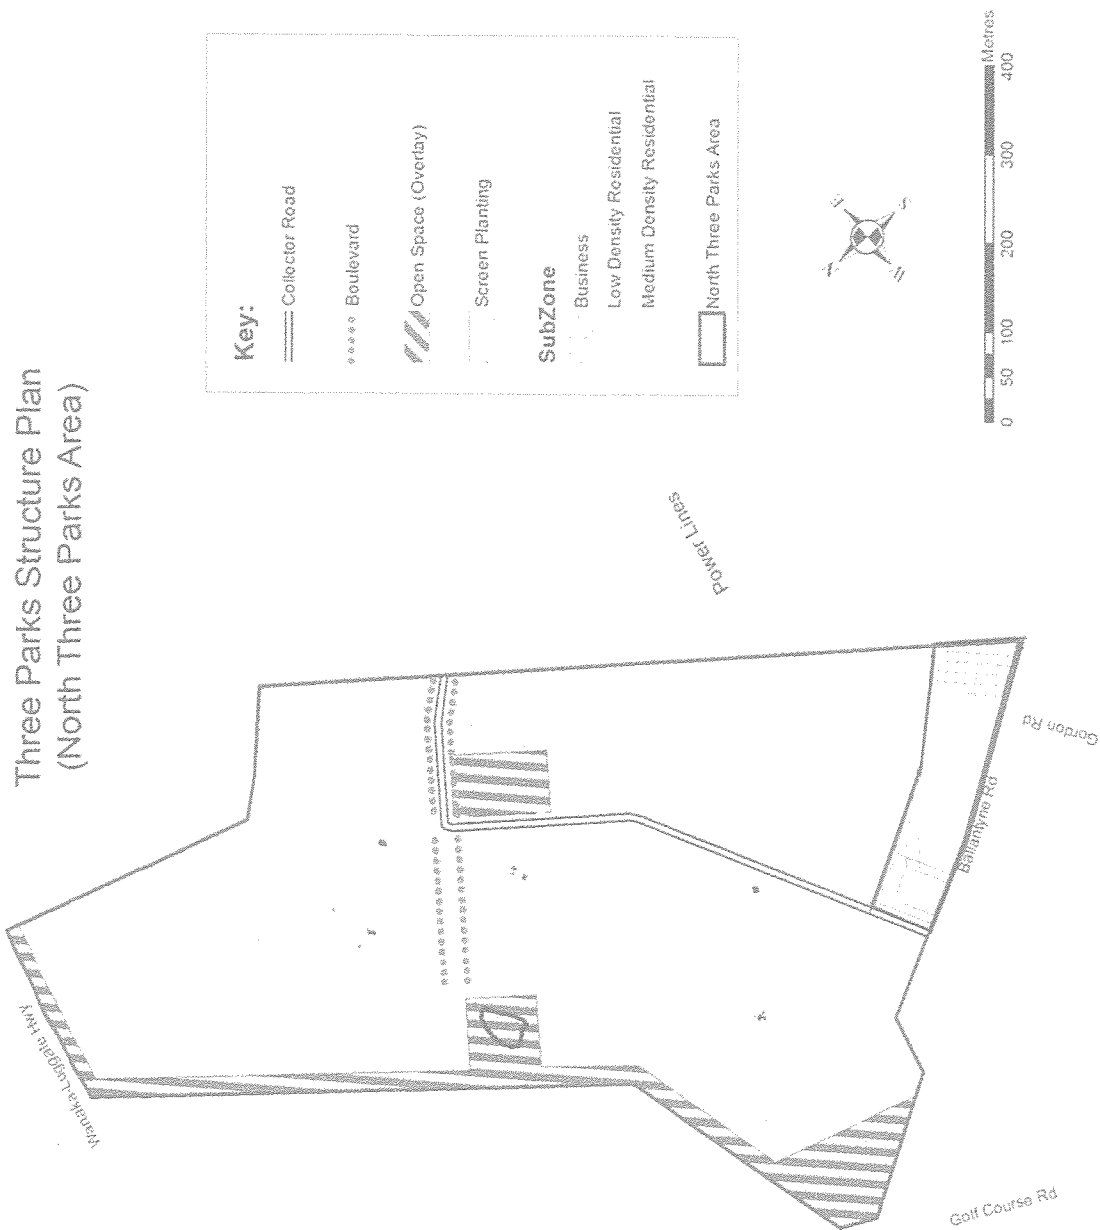 Three Parks Structure Plan
(North Three Parks Area)
Key:
Collector Road
Boulevard
Open Space (Overlay)
Screen Planting
SubZone
Business
Low Density Residential
Medium Density Residential
North Three Parks Area
S
Metres
0 50 100 200 300 400
Power Lines
Wanaka-Luggate Hwy
Gordon Rd
Ballantyne Rd
Golf Course Rd